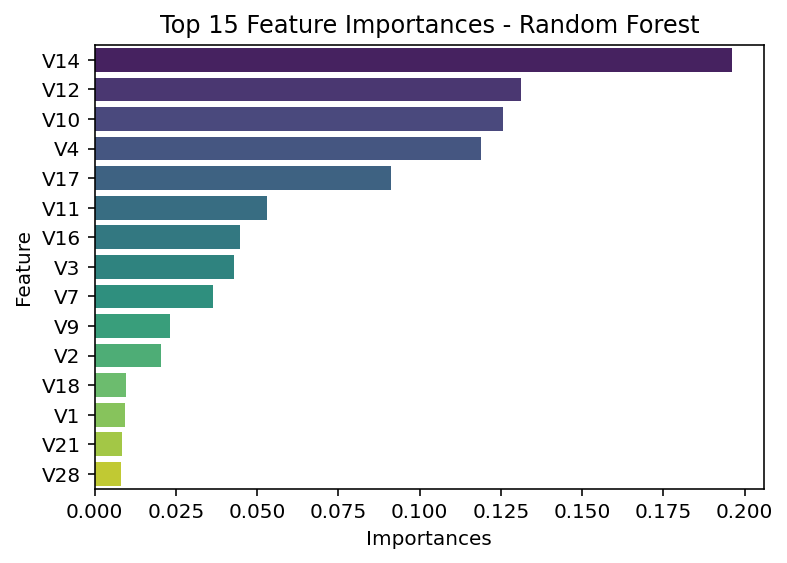 Top 15 Feature Importances - Random Forest
V14
V12
V10
V4
V17
V11
V16
V3
V7
V9
V2
V18
V1
V21
V28
Feature
0.000 0.025 0.050 0.075 0.100 0.125 0.150 0.175 0.200
Importances